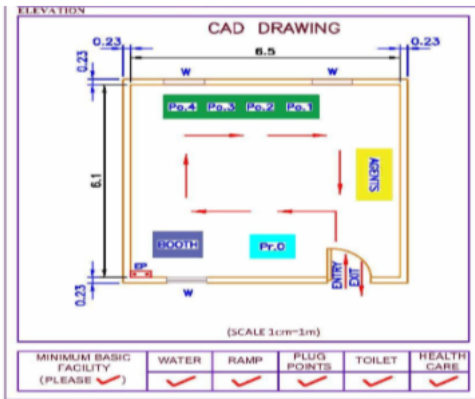 ELEVATION
CAD DRAWING
0.23
6.5
0.23
0.23
W
W
Po.4 Po.3 Po.2 Po.1
6.1
AGENTS
BOOTH
Pr.O
EP
ENTRY
EXIT
0.23
W
(SCALE 1cm=1m)
MINIMUM BASIC FACILITY (PLEASE ✓)
WATER
RAMP
PLUG POINTS
TOILET
HEALTH CARE
✓ ✓ ✓ ✓ ✓